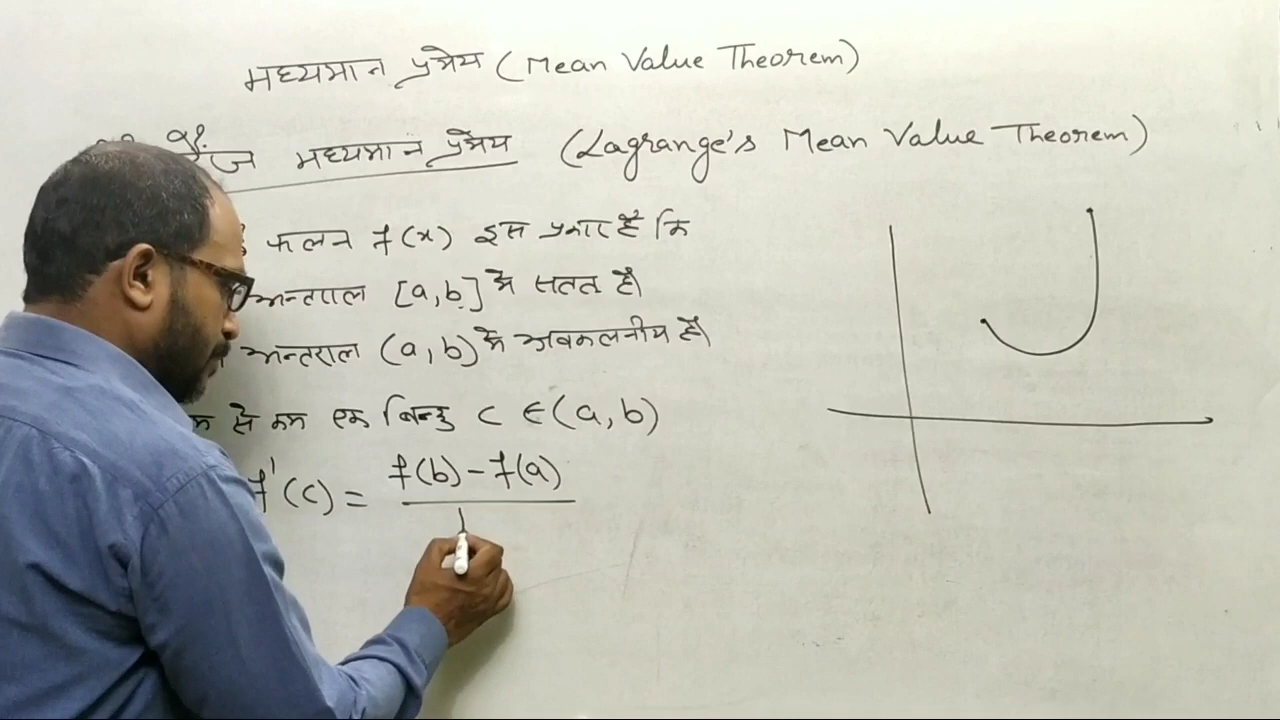 मध्यमान प्रमेय (Mean Value Theorem)
मध्यमान प्रमेय (Lagrange's Mean Value Theorem)
फलन f(x) इस प्रकार है कि
अन्तराल [a,b] में सतत है।
अन्तराल (a,b) में अवकलनीय है।
से कम एक बिन्दु c ∈ (a,b)
f'(c) = f(b)-f(a)